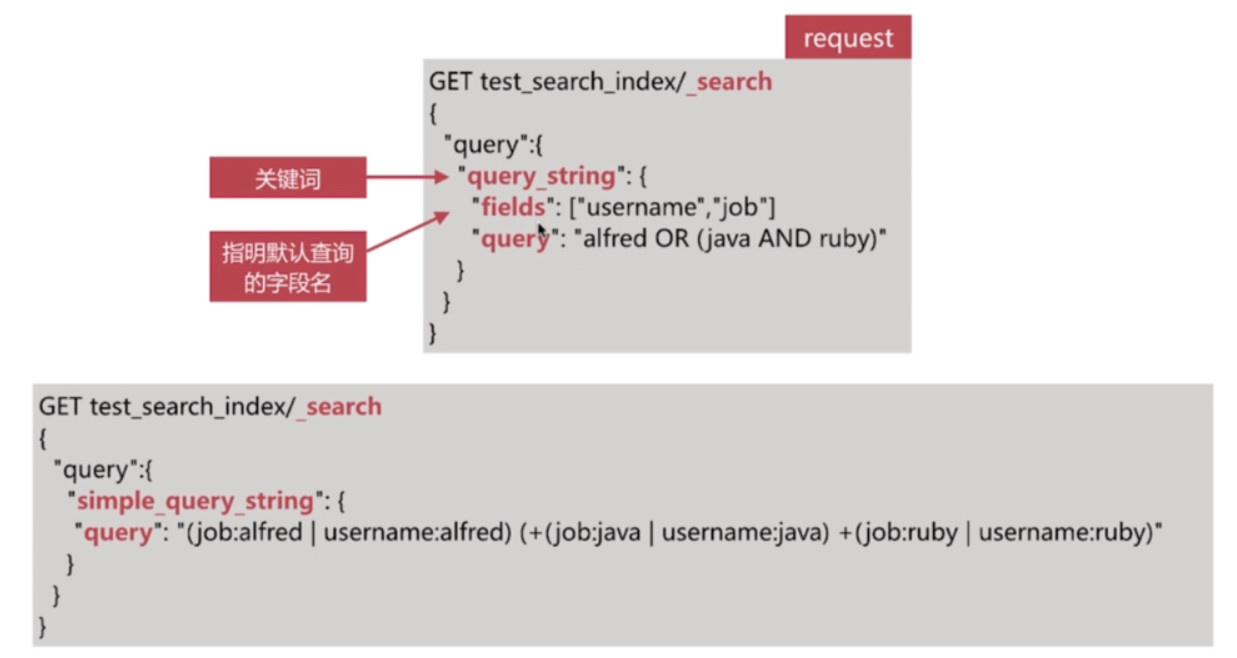 request
GET test_search_index/_search
{
"query":{
关键词
"query_string": {
"fields": ["username","job"]
指明默认查询
的字段名
"query": "alfred OR (java AND ruby)"
}
}
}
GET test_search_index/_search
{
"query":{
"simple_query_string": {
"query": "(job:alfred | username:alfred) (+(job:java | username:java) +(job:ruby | username:ruby)"
}
}
}